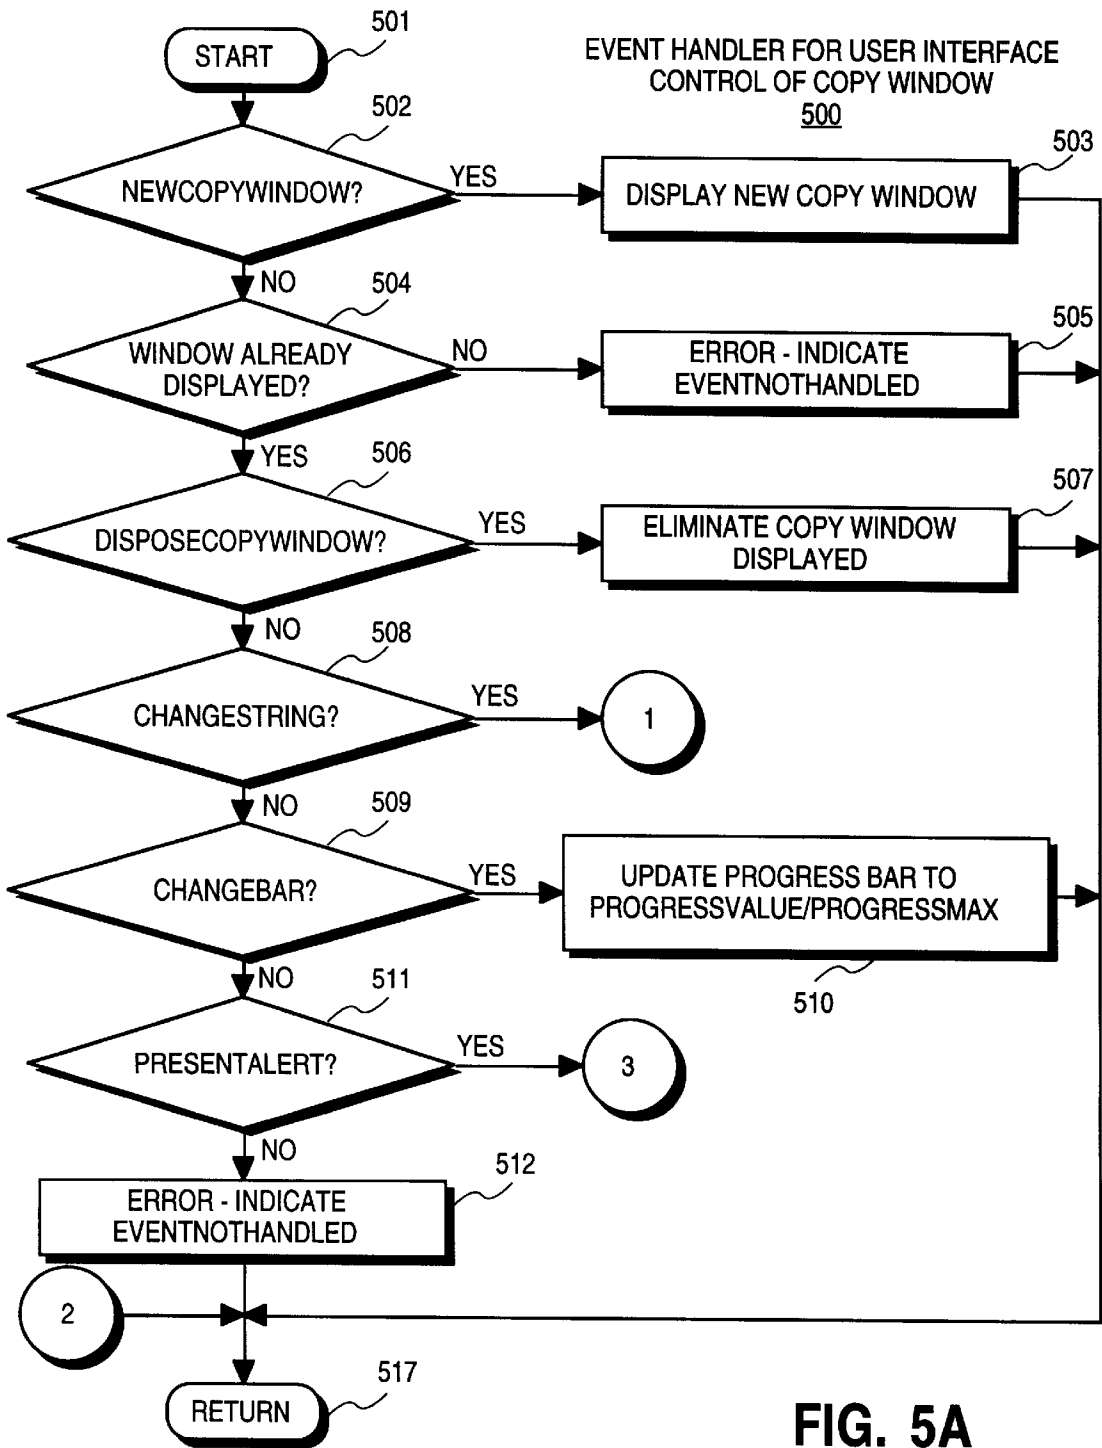 501
START
EVENT HANDLER FOR USER INTERFACE
CONTROL OF COPY WINDOW
500
502
NEWCOPYWINDOW?
YES
503
DISPLAY NEW COPY WINDOW
NO
504
WINDOW ALREADY
DISPLAYED?
NO
505
ERROR - INDICATE
EVENTNOTHANDLED
YES
506
DISPOSECOPYWINDOW?
YES
507
ELIMINATE COPY WINDOW
DISPLAYED
NO
508
CHANGESTRING?
YES
1
NO
509
CHANGEBAR?
YES
UPDATE PROGRESS BAR TO
PROGRESSVALUE/PROGRESSMAX
510
NO
511
PRESENTALERT?
YES
3
NO
512
ERROR - INDICATE
EVENTNOTHANDLED
2
517
RETURN
FIG. 5A